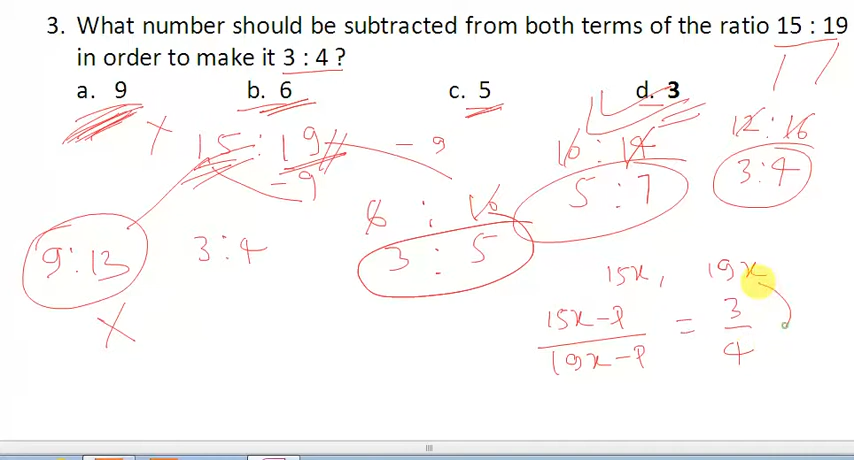 3. What number should be subtracted from both terms of the ratio 15 : 19
in order to make it 3 : 4 ?
a. 9 b. 6 c. 5 d. 3
15 : 19 - 9 10 : 14 12 : 16
-9 5 : 7 3:4
6 : 10
9:13 3:4 3 : 5
15x, 19x
15x-P = 3
19x-P 4